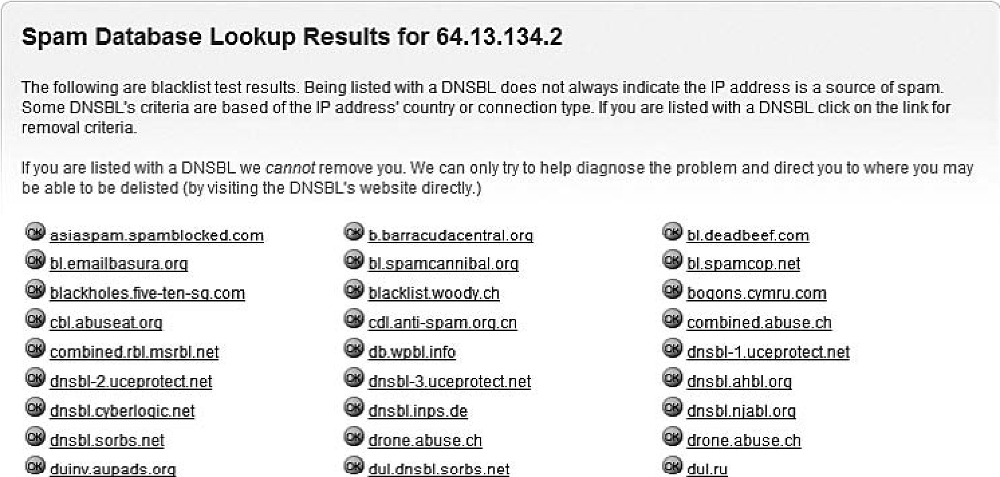 Spam Database Lookup Results for 64.13.134.2
The following are blacklist test results. Being listed with a DNSBL does not always indicate the IP address is a source of spam.
Some DNSBL's criteria are based of the IP address' country or connection type. If you are listed with a DNSBL click on the link for
removal criteria.
If you are listed with a DNSBL we cannot remove you. We can only try to help diagnose the problem and direct you to where you may
be able to be delisted (by visiting the DNSBL's website directly.)
OK asiaspam.spamblocked.com OK b.barracudacentral.org OK bl.deadbeef.com
OK bl.emailbasura.org OK bl.spamcannibal.org OK bl.spamcop.net
OK blackholes.five-ten-sg.com OK blacklist.woody.ch OK bogons.cymru.com
OK cbl.abuseat.org OK cdl.anti-spam.org.cn OK combined.abuse.ch
OK combined.rbl.msrbl.net OK db.wpbl.info OK dnsbl-1.uceprotect.net
OK dnsbl-2.uceprotect.net OK dnsbl-3.uceprotect.net OK dnsbl.ahbl.org
OK dnsbl.cyberlogic.net OK dnsbl.inps.de OK dnsbl.njabl.org
OK dnsbl.sorbs.net OK drone.abuse.ch OK drone.abuse.ch
OK duinv.aupads.org OK dul.dnsbl.sorbs.net OK dul.ru